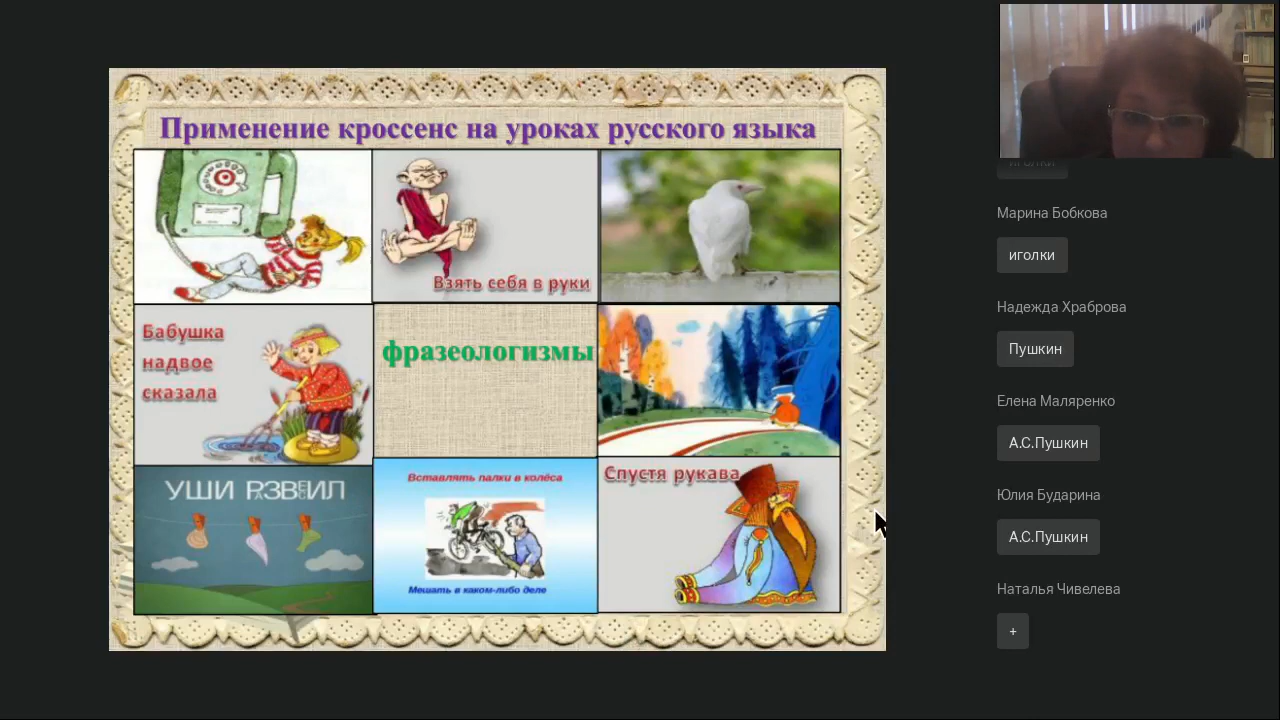 Применение кроссенс на уроках русского языка
Взять себя в руки
Бабушка
надвое
сказала
фразеологизмы
УШИ РАЗВЕСИЛ
Вставлять палки в колёса
Мешать в каком-либо деле
Спустя рукава
иголки
Марина Бобкова
иголки
Надежда Храброва
Пушкин
Елена Маляренко
А.С.Пушкин
Юлия Бударина
А.С.Пушкин
Наталья Чивелева
+